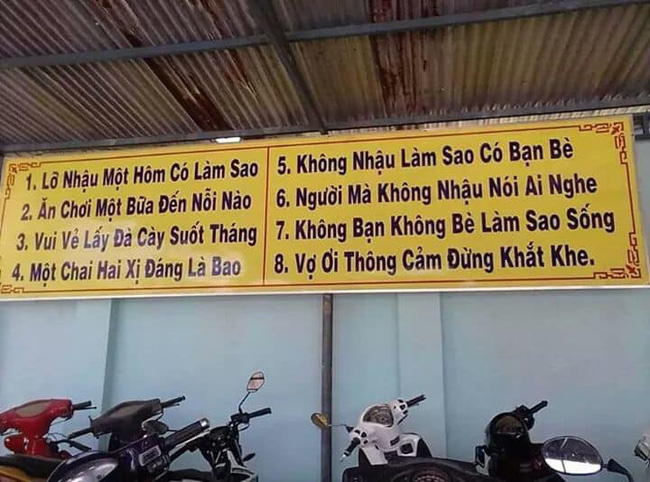 1. Lỡ Nhậu Một Hôm Có Làm Sao
2. Ăn Chơi Một Bữa Đến Nỗi Nào
3. Vui Vẻ Lấy Đà Cày Suốt Tháng
4. Một Chai Hai Xị Đáng Là Bao
5. Không Nhậu Làm Sao Có Bạn Bè
6. Người Mà Không Nhậu Nói Ai Nghe
7. Không Bạn Không Bè Làm Sao Sống
8. Vợ Ơi Thông Cảm Đừng Khắt Khe.